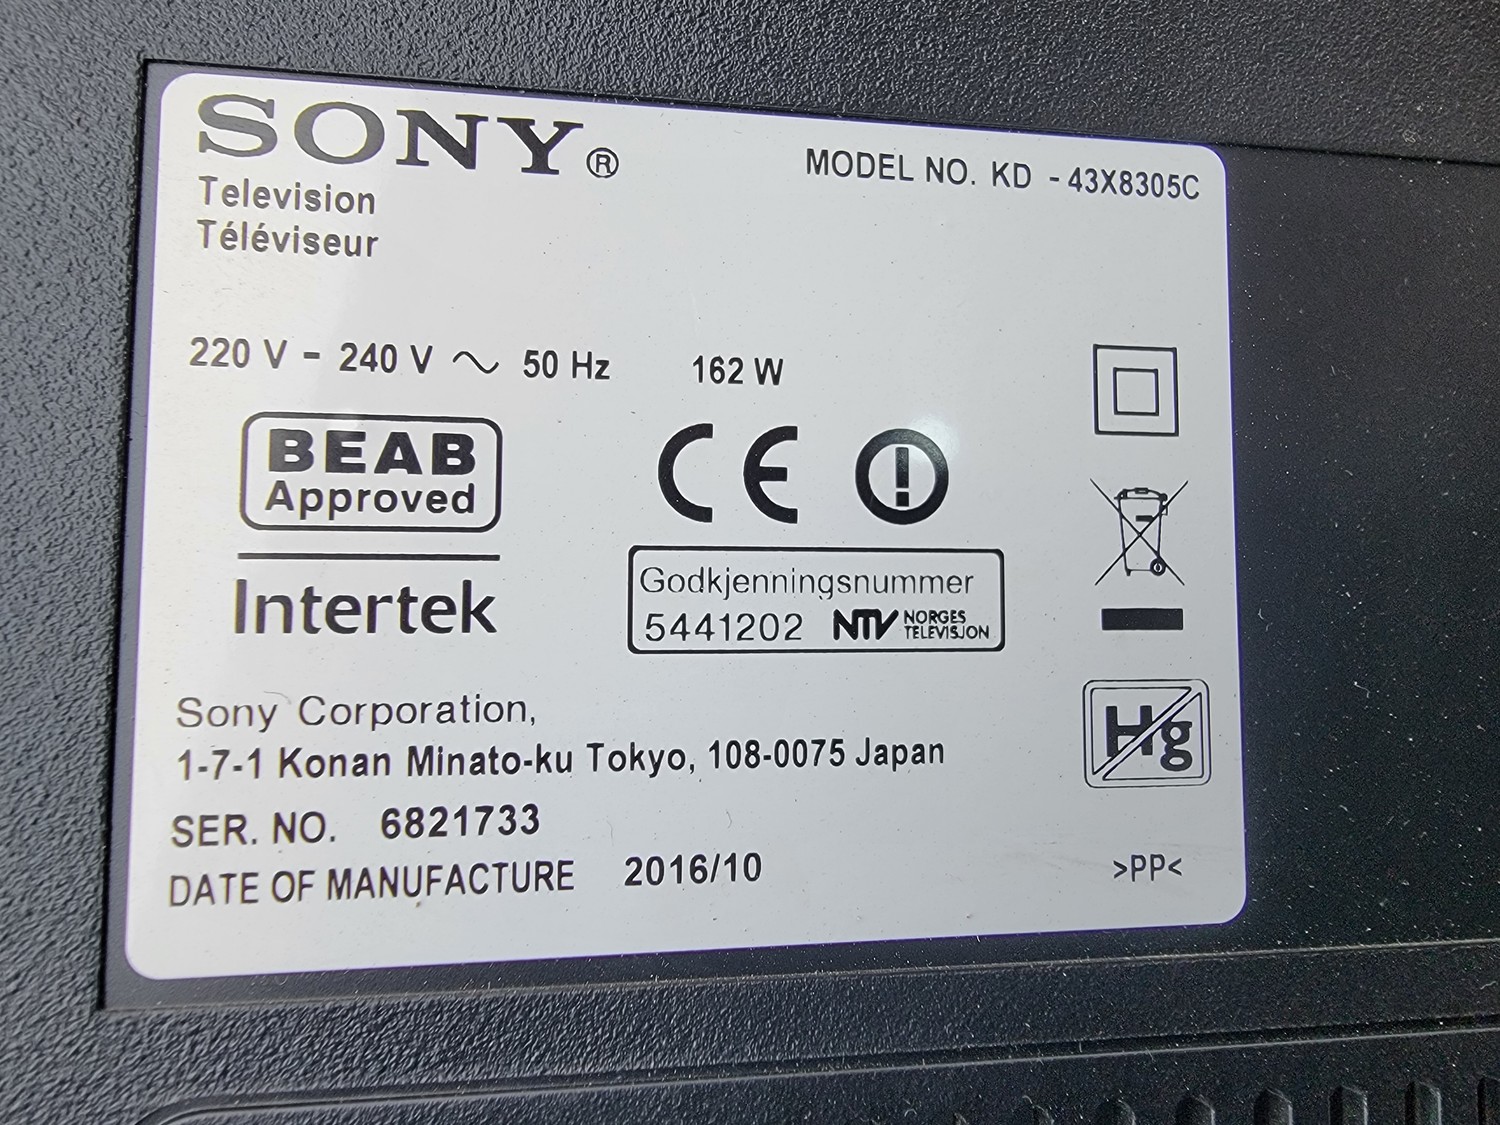 SONY®
Television
Téléviseur
MODEL NO. KD - 43X8305C
220 V - 240 V ~ 50 Hz 162 W
BEAB
Approved
Intertek
CE
Godkjenningsnummer
5441202 NTV NORGES TELEVISJON
Hg
Sony Corporation,
1-7-1 Konan Minato-ku Tokyo, 108-0075 Japan
SER. NO. 6821733
DATE OF MANUFACTURE 2016/10
>PP<